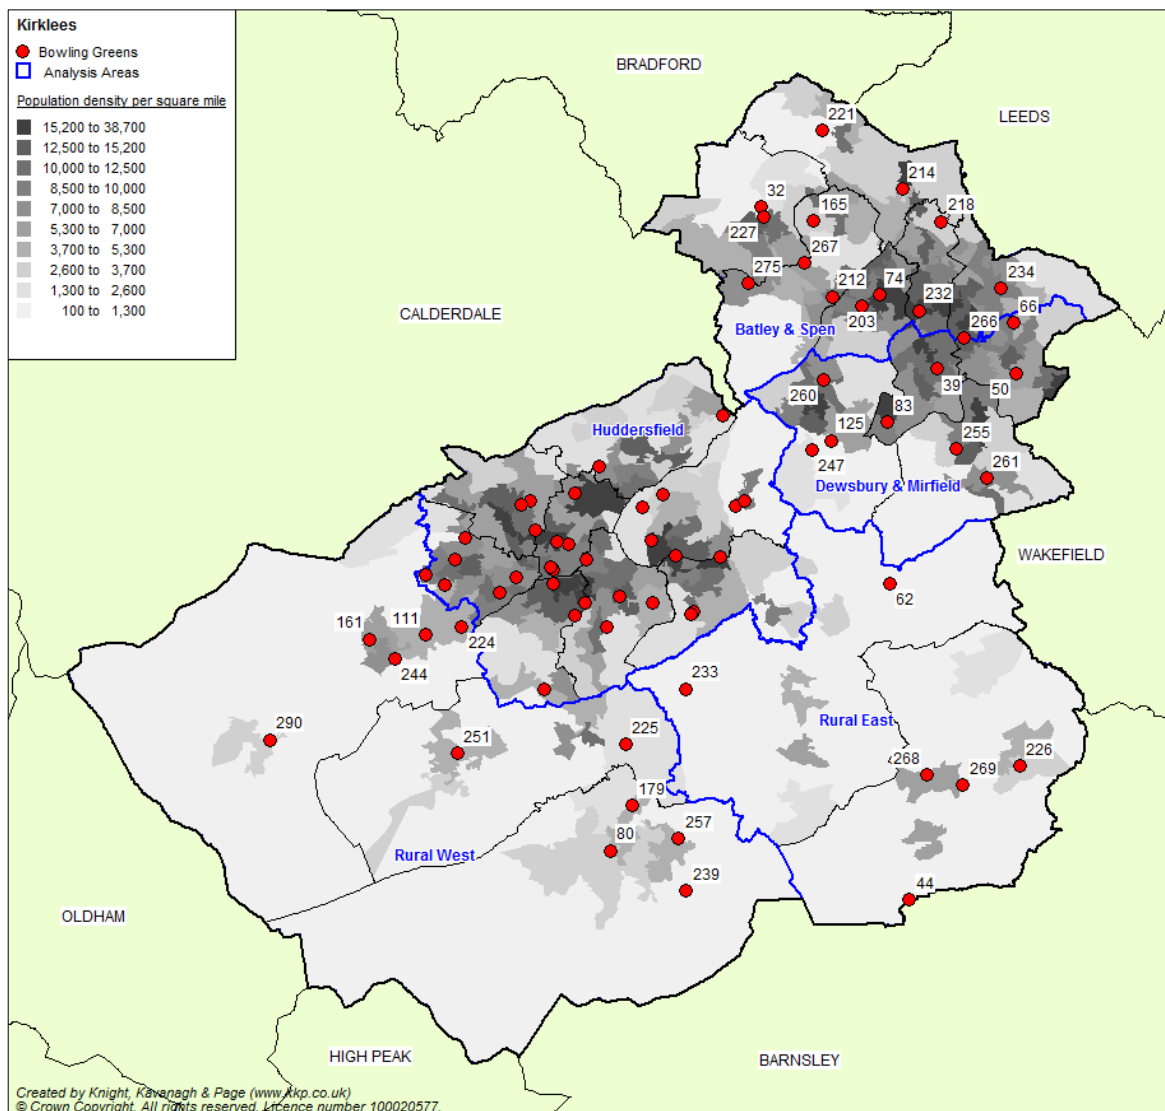 Kirklees
Bowling Greens
Analysis Areas
Population density per square mile
15,200 to 38,700
12,500 to 15,200
10,000 to 12,500
8,500 to 10,000
7,000 to 8,500
5,300 to 7,000
3,700 to 5,300
2,600 to 3,700
1,300 to 2,600
100 to 1,300
BRADFORD
LEEDS
221
214
32
165
218
227
267
275
212
74
232
234
66
CALDERDALE
203
266
Batley & Spen
260
39
50
83
Huddersfield
125
255
247
261
Dewsbury & Mirfield
WAKEFIELD
62
161
111
224
244
233
Rural East
290
251
225
268
226
269
179
257
80
Rural West
239
44
OLDHAM
HIGH PEAK
BARNSLEY
Created by Knight, Kavanagh & Page (www.kkp.co.uk)
© Crown Copyright. All rights reserved. Licence number 100020577.